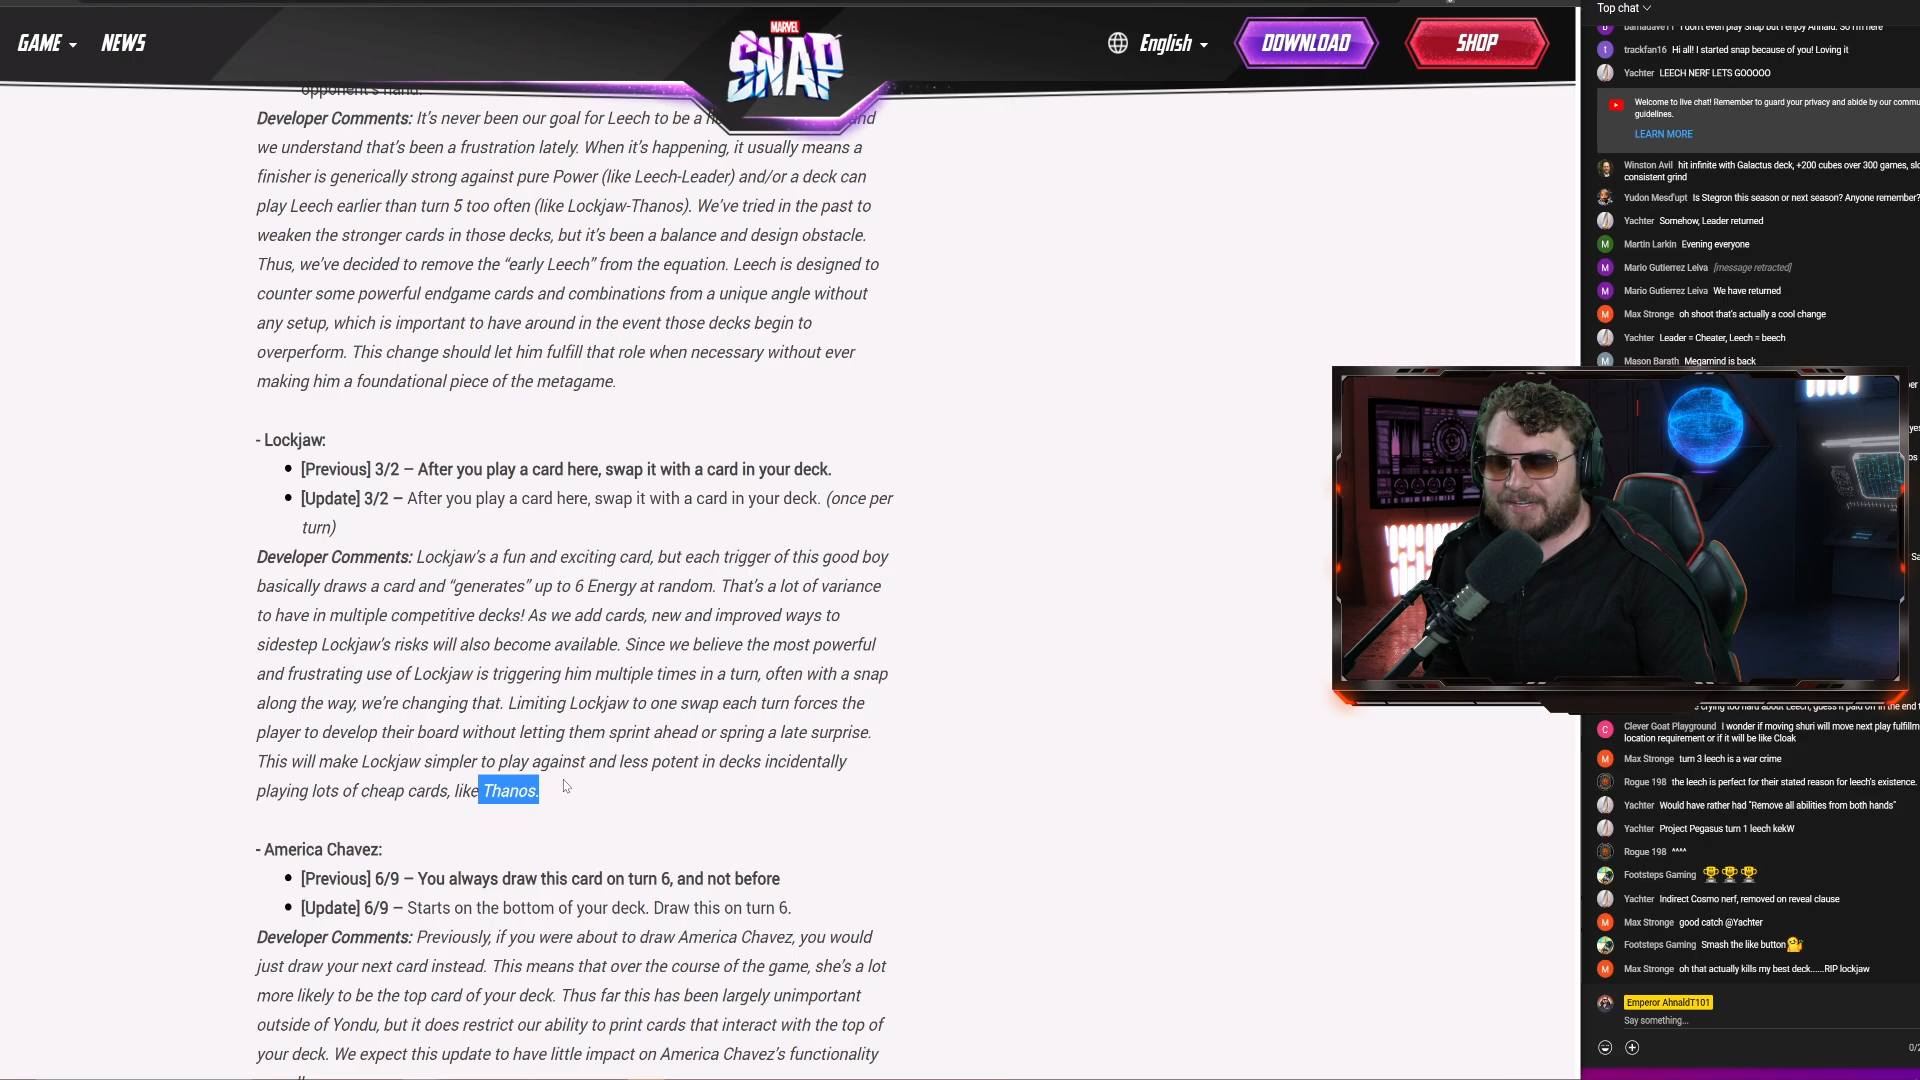 GAME NEWS
MARVEL
SNAP
English
DOWNLOAD
SHOP
opponent's hand.
Developer Comments: It's never been our goal for Leech to be a
and
we understand that's been a frustration lately. When it's happening, it usually means a
finisher is generically strong against pure Power (like Leech-Leader) and/or a deck can
play Leech earlier than turn 5 too often (like Lockjaw-Thanos). We've tried in the past to
weaken the stronger cards in those decks, but it's been a balance and design obstacle.
Thus, we've decided to remove the “early Leech” from the equation. Leech is designed to
counter some powerful endgame cards and combinations from a unique angle without
any setup, which is important to have around in the event those decks begin to
overperform. This change should let him fulfill that role when necessary without ever
making him a foundational piece of the metagame.
- Lockjaw:
• [Previous] 3/2 – After you play a card here, swap it with a card in your deck.
• [Update] 3/2 – After you play a card here, swap it with a card in your deck. (once per
turn)
Developer Comments: Lockjaw's a fun and exciting card, but each trigger of this good boy
basically draws a card and “generates” up to 6 Energy at random. That's a lot of variance
to have in multiple competitive decks! As we add cards, new and improved ways to
sidestep Lockjaw's risks will also become available. Since we believe the most powerful
and frustrating use of Lockjaw is triggering him multiple times in a turn, often with a snap
along the way, we're changing that. Limiting Lockjaw to one swap each turn forces the
player to develop their board without letting them sprint ahead or spring a late surprise.
This will make Lockjaw simpler to play against and less potent in decks incidentally
playing lots of cheap cards, like Thanos.
- America Chavez:
• [Previous] 6/9 – You always draw this card on turn 6, and not before
• [Update] 6/9 – Starts on the bottom of your deck. Draw this on turn 6.
Developer Comments: Previously, if you were about to draw America Chavez, you would
just draw your next card instead. This means that over the course of the game, she's a lot
more likely to be the top card of your deck. Thus far this has been largely unimportant
outside of Yondu, but it does restrict our ability to print cards that interact with the top of
your deck. We expect this update to have little impact on America Chavez's functionality
Top chat
I don't even play Snap but I enjoy Ahnald. So I'm here
trackfan16 Hi all! I started snap because of you! Loving it
Yachter LEECH NERF LETS GOOOOO
Welcome to live chat! Remember to guard your privacy and abide by our commu
guidelines.
LEARN MORE
Winston Avil hit infinite with Galactus deck, +200 cubes over 300 games, slo
consistent grind
Yudon Mesd'upt Is Stegron this season or next season? Anyone remember?
Yachter Somehow, Leader returned
Martin Larkin Evening everyone
Mario Gutierrez Leiva [message retracted]
Mario Gutierrez Leiva We have returned
Max Stronge oh shoot that's actually a cool change
Yachter Leader = Cheater, Leech = beech
Mason Barath Megamind is back
crying too hard about Leech, guess it paid off in the end
Clever Goat Playground I wonder if moving shuri will move next play fulfillm
location requirement or if it will be like Cloak
Max Stronge turn 3 leech is a war crime
Rogue 198 the leech is perfect for their stated reason for leech's existence.
Yachter Would have rather had "Remove all abilities from both hands"
Yachter Project Pegasus turn 1 leech kekW
Rogue 198 ^^^^
Footsteps Gaming
Yachter Indirect Cosmo nerf, removed on reveal clause
Max Stronge good catch @Yachter
Footsteps Gaming Smash the like button
Max Stronge oh that actually kills my best deck......RIP lockjaw
Emperor AhnaldT101
Say something...
0/2